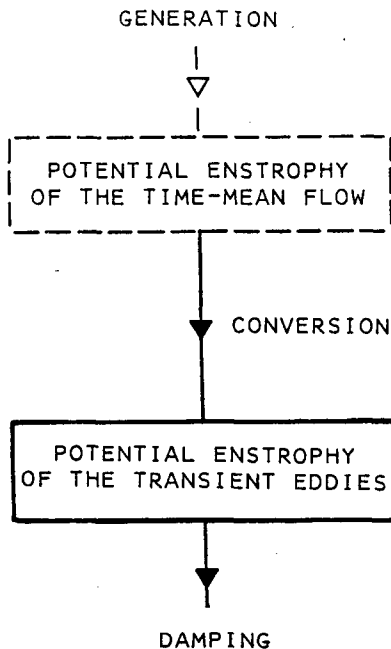 GENERATION
POTENTIAL ENSTROPHY
OF THE TIME-MEAN FLOW
CONVERSION
POTENTIAL ENSTROPHY
OF THE TRANSIENT EDDIES
DAMPING